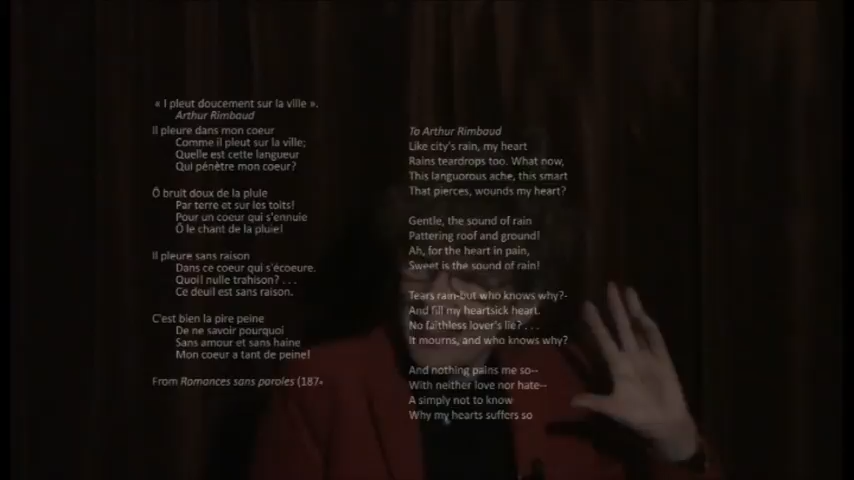 « I pleut doucement sur la ville ».
Arthur Rimbaud
Il pleure dans mon coeur
Comme il pleut sur la ville;
Quelle est cette langueur
Qui pénètre mon coeur?
Ô bruit doux de la pluie
Par terre et sur les toits!
Pour un coeur qui s'ennuie
Ô le chant de la pluie!
Il pleure sans raison
Dans ce coeur qui s'écoeure.
Quoi! nulle trahison? . . .
Ce deuil est sans raison.
C'est bien la pire peine
De ne savoir pourquoi
Sans amour et sans haine
Mon coeur a tant de peine!
From Romances sans paroles (187
To Arthur Rimbaud
Like city's rain, my heart
Rains teardrops too. What now,
This languorous ache, this smart
That pierces, wounds my heart?
Gentle, the sound of rain
Pattering roof and ground!
Ah, for the heart in pain,
Sweet is the sound of rain!
Tears rain-but who knows why?-
And fill my heartsick heart.
No faithless lover's lie? . . .
It mourns, and who knows why?
And nothing pains me so--
With neither love nor hate--
A simply not to know
Why my hearts suffers so